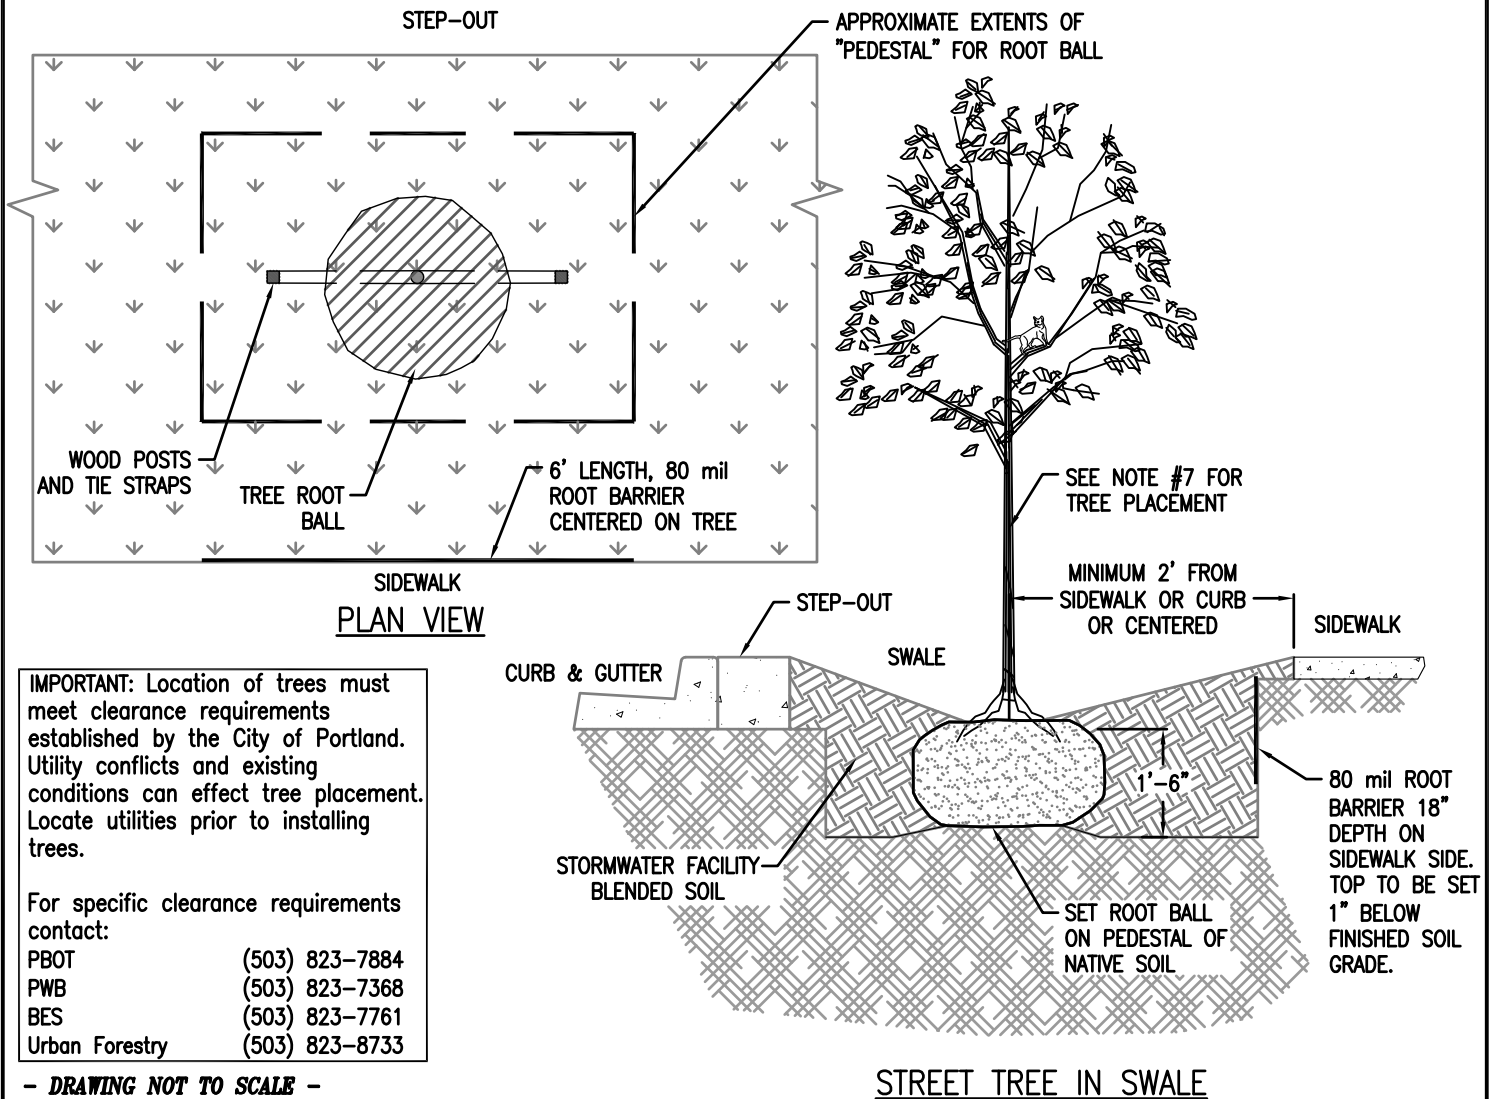 STEP-OUT
APPROXIMATE EXTENTS OF
"PEDESTAL" FOR ROOT BALL
WOOD POSTS
AND TIE STRAPS
TREE ROOT
BALL
6' LENGTH, 80 mil
ROOT BARRIER
CENTERED ON TREE
SIDEWALK
PLAN VIEW
SEE NOTE #7 FOR
TREE PLACEMENT
MINIMUM 2' FROM
SIDEWALK OR CURB
OR CENTERED
SIDEWALK
STEP-OUT
SWALE
CURB & GUTTER
1'-6"
80 mil ROOT
BARRIER 18"
DEPTH ON
SIDEWALK SIDE.
TOP TO BE SET
1" BELOW
FINISHED SOIL
GRADE.
STORMWATER FACILITY
BLENDED SOIL
SET ROOT BALL
ON PEDESTAL OF
NATIVE SOIL
STREET TREE IN SWALE
IMPORTANT: Location of trees must
meet clearance requirements
established by the City of Portland.
Utility conflicts and existing
conditions can effect tree placement.
Locate utilities prior to installing
trees.
For specific clearance requirements
contact:
PBOT (503) 823-7884
PWB (503) 823-7368
BES (503) 823-7761
Urban Forestry (503) 823-8733
- DRAWING NOT TO SCALE -